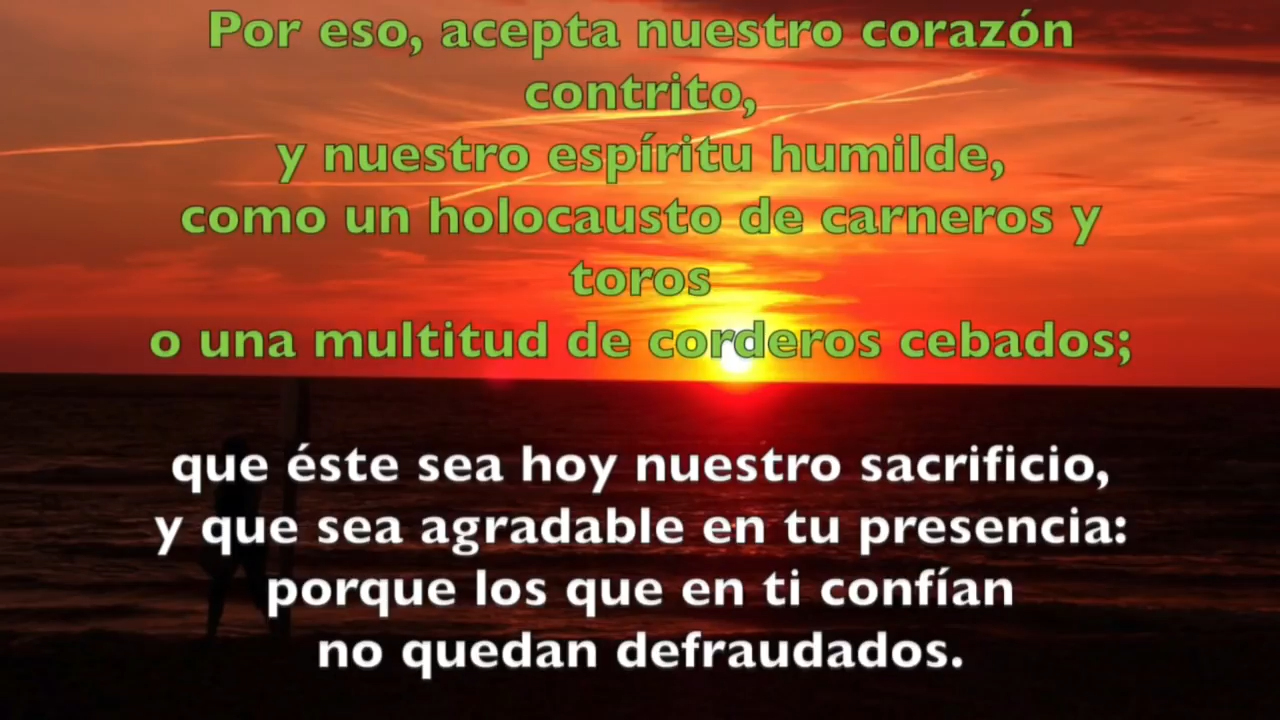 Por eso, acepta nuestro corazón
contrito,
y nuestro espíritu humilde,
como un holocausto de carneros y
toros
o una multitud de corderos cebados;
que éste sea hoy nuestro sacrificio,
y que sea agradable en tu presencia:
porque los que en ti confían
no quedan defraudados.